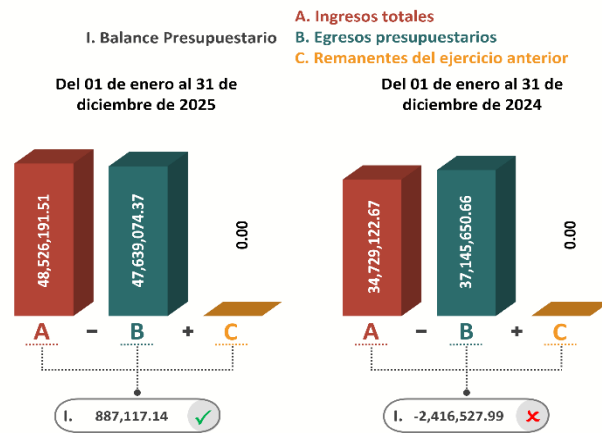 A. Ingresos totales
I. Balance Presupuestario
B. Egresos presupuestarios
C. Remanentes del ejercicio anterior
Del 01 de enero al 31 de
diciembre de 2025
48,526,191.51
47,639,074.37
0.00
A – B + C
I. 887,117.14
Del 01 de enero al 31 de
diciembre de 2024
34,729,122.67
37,145,650.66
0.00
A – B + C
I. -2,416,527.99